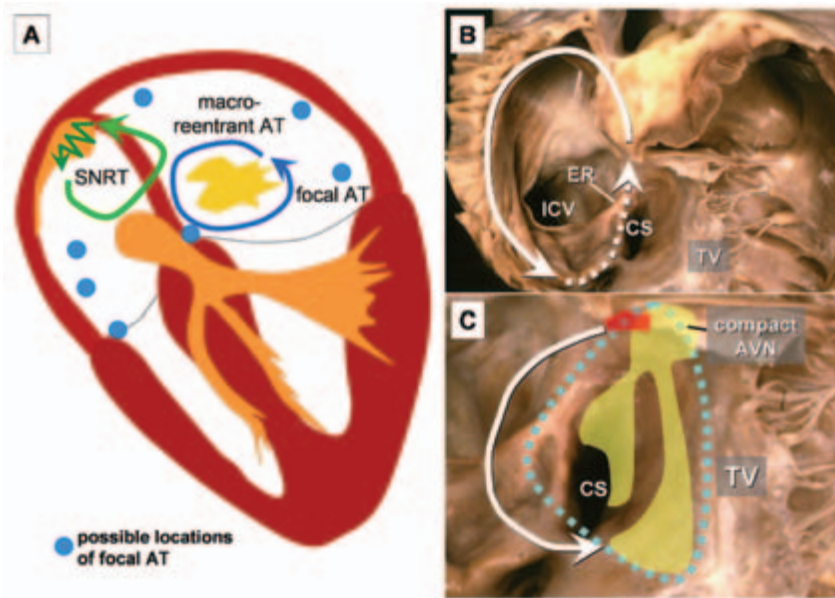 A
macro-
reentrant AT
SNRT
focal AT
possible locations
of focal AT
B
ER
ICV
CS
TV
C
compact
AVN
CS
TV